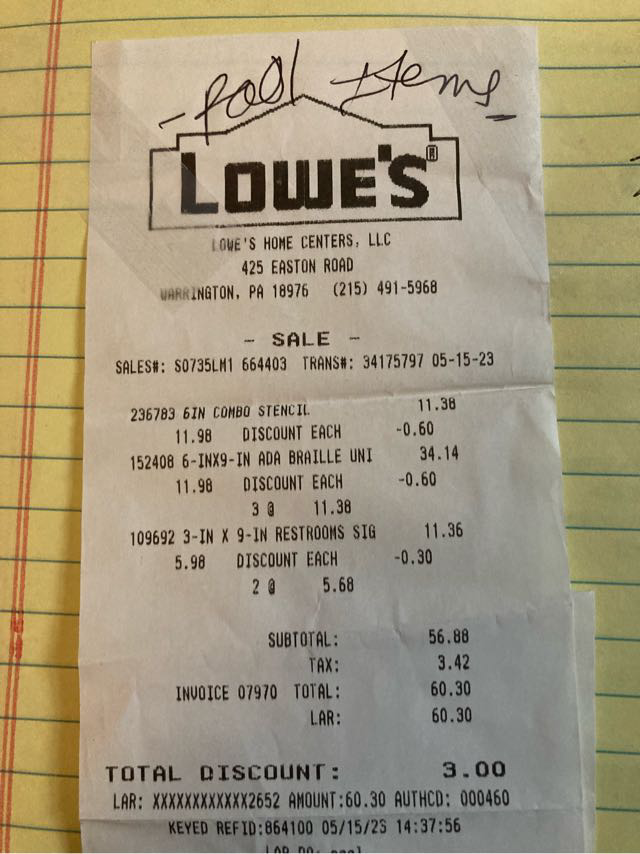 - Pool Items -
LOWE'S®
LOWE'S HOME CENTERS, LLC
425 EASTON ROAD
WARRINGTON, PA 18976 (215) 491-5968
- SALE -
SALES#: S0735LM1 664403 TRANS#: 34175797 05-15-23
236783 6IN COMBO STENCIL 11.38
11.98 DISCOUNT EACH -0.60
152408 6-INX9-IN ADA BRAILLE UNI 34.14
11.98 DISCOUNT EACH -0.60
3 @ 11.38
109692 3-IN X 9-IN RESTROOMS SIG 11.36
5.98 DISCOUNT EACH -0.30
2 @ 5.68
SUBTOTAL: 56.88
TAX: 3.42
INVOICE 07970 TOTAL: 60.30
LAR: 60.30
TOTAL DISCOUNT: 3.00
LAR: XXXXXXXXXXXX2652 AMOUNT:60.30 AUTHCD: 000460
KEYED REFID:864100 05/15/23 14:37:56